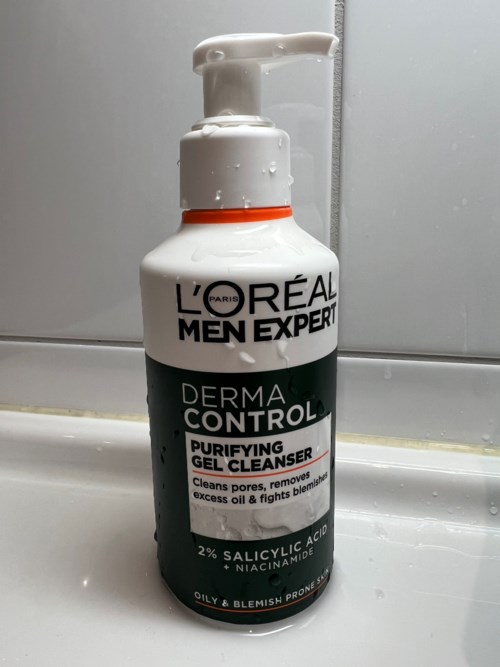 L'ORÉAL
PARIS
MEN EXPERT
DERMA
CONTROL
PURIFYING
GEL CLEANSER
Cleans pores, removes
excess oil & fights blemishes
2% SALICYLIC ACID
+ NIACINAMIDE
OILY & BLEMISH PRONE SKIN